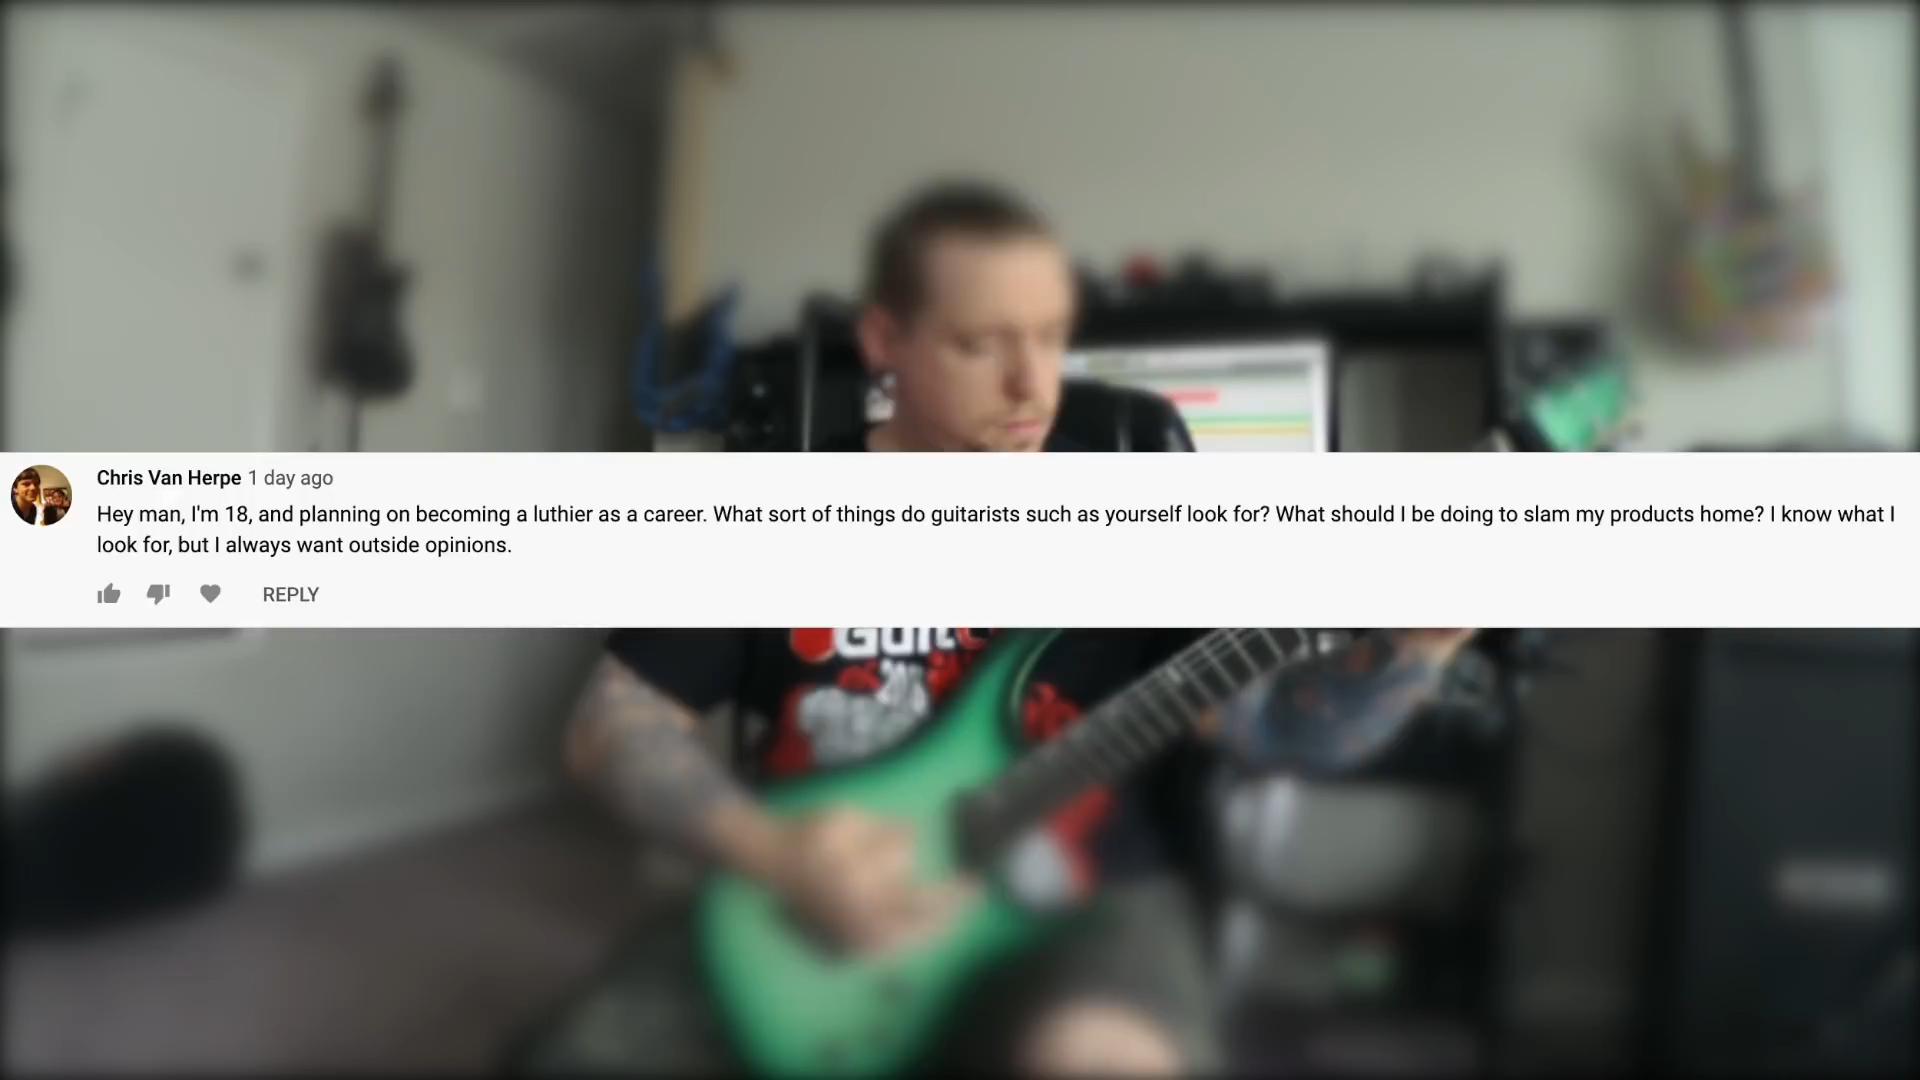 Chris Van Herpe 1 day ago
Hey man, I'm 18, and planning on becoming a luthier as a career. What sort of things do guitarists such as yourself look for? What should I be doing to slam my products home? I know what I
look for, but I always want outside opinions.
REPLY